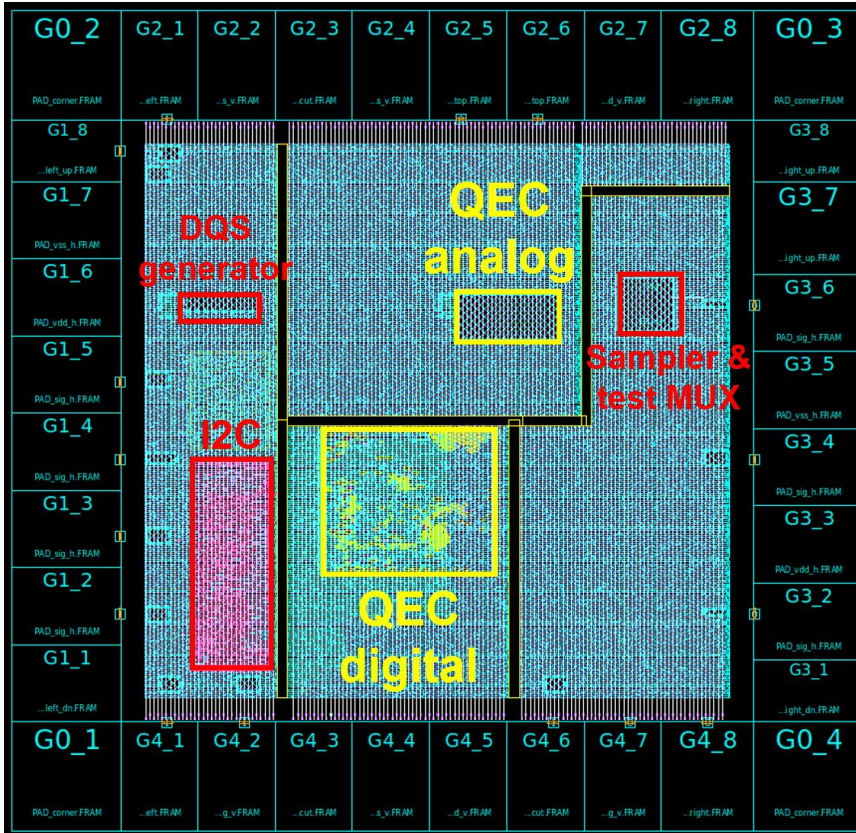 G0_2
G2_1
G2_2
G2_3
G2_4
G2_5
G2_6
G2_7
G2_8
G0_3
PAD_corner.FRAM
...eft.FRAM
...s_v.FRAM
...cut.FRAM
...s_v.FRAM
...top.FRAM
...top.FRAM
...d_v.FRAM
...right.FRAM
PAD_corner.FRAM
G1_8
...left_up.FRAM
G1_7
PAD_vss_h.FRAM
G1_6
PAD_vdd_h.FRAM
G1_5
PAD_sig_h.FRAM
G1_4
PAD_sig_h.FRAM
G1_3
PAD_sig_h.FRAM
G1_2
PAD_sig_h.FRAM
G1_1
...left_dn.FRAM
DQS
generator
I2C
QEC
analog
QEC
digital
Sampler &
test MUX
G3_8
...ight_up.FRAM
G3_7
...ight_up.FRAM
G3_6
PAD_sig_h.FRAM
G3_5
PAD_vss_h.FRAM
G3_4
PAD_sig_h.FRAM
G3_3
PAD_vdd_h.FRAM
G3_2
PAD_sig_h.FRAM
G3_1
...ight_dn.FRAM
G0_1
G4_1
G4_2
G4_3
G4_4
G4_5
G4_6
G4_7
G4_8
G0_4
PAD_corner.FRAM
...eft.FRAM
...g_v.FRAM
...cut.FRAM
...s_v.FRAM
...d_v.FRAM
...cut.FRAM
...g_v.FRAM
...right.FRAM
PAD_corner.FRAM